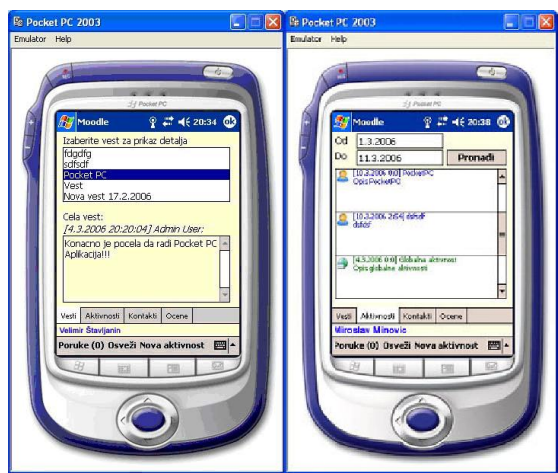 Pocket PC 2003
Emulator Help
Pocket PC
Moodle 20:34 ok
Izaberite vest za prikaz detalja
fdgdfg
sdfsdf
Pocket PC
Vest
Nova vest 17.2.2006
Cela vest:
[4.3.2006 20:20:04] Admin User:
Konacno je pocela da radi Pocket PC
Aplikacija!!!
Vesti Aktivnosti Kontakti Ocene
Velimir Štavljanin
Poruke (0) Osveži Nova aktivnost
Pocket PC 2003
Emulator Help
Pocket PC
Moodle 20:38 ok
Od 1.3.2006
Do 11.3.2006 Pronađi
[10.3.2006 0:0] PocketPC
Opis PocketPC
[10.3.2006 2:54] dsfsdf
dsfdsf
[4.3.2006 0:0] Globalna aktivnost
Opis globalne aktivnosti
Vesti Aktivnosti Kontakti Ocene
Miroslav Minovic
Poruke (0) Osveži Nova aktivnost